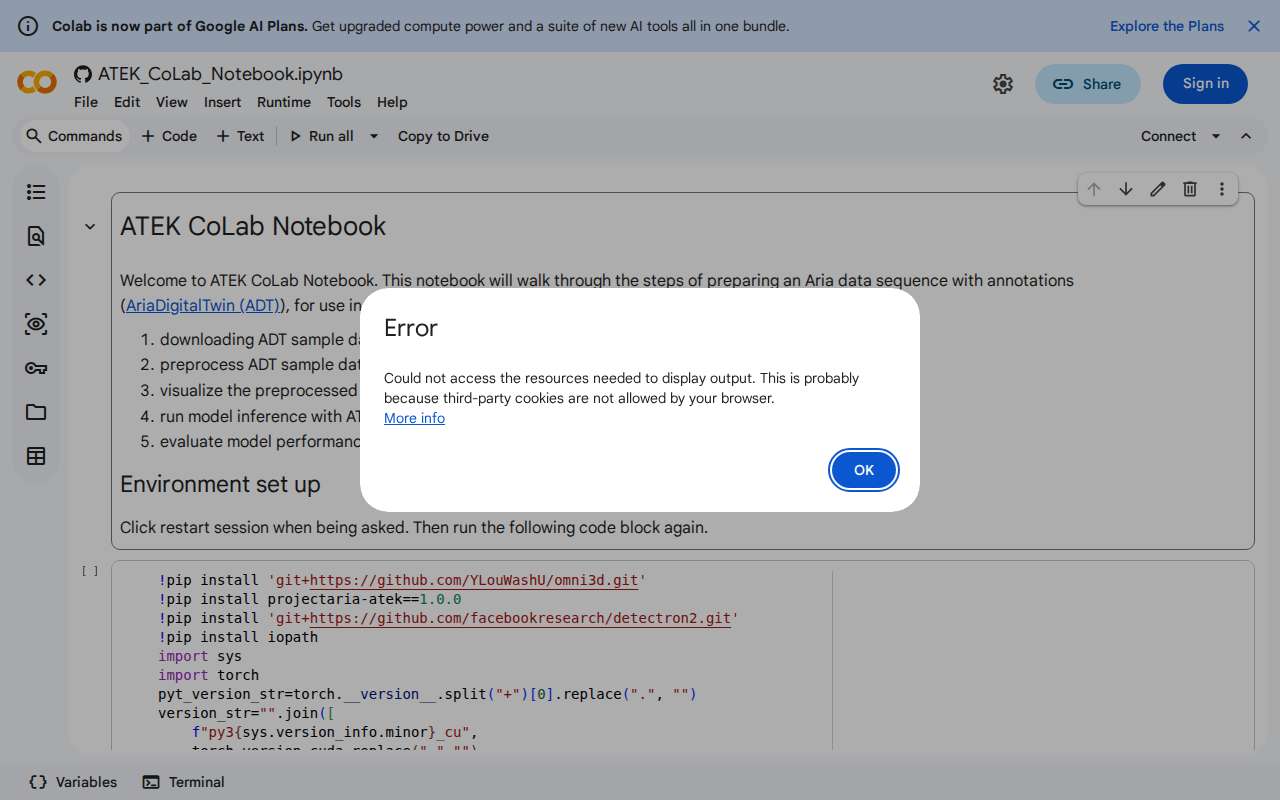 Colab is now part of Google AI Plans. Get upgraded compute power and a suite of new AI tools all in one bundle.
Explore the Plans
ATEK_CoLab_Notebook.ipynb
File Edit View Insert Runtime Tools Help
Share
Sign in
Commands + Code + Text Run all Copy to Drive
Connect
ATEK CoLab Notebook
Welcome to ATEK CoLab Notebook. This notebook will walk through the steps of preparing an Aria data sequence with annotations
(AriaDigitalTwin (ADT)), for use in
1. downloading ADT sample da
2. preprocess ADT sample dat
3. visualize the preprocessed
4. run model inference with AT
5. evaluate model performanc
Error
Could not access the resources needed to display output. This is probably
because third-party cookies are not allowed by your browser.
More info
OK
Environment set up
Click restart session when being asked. Then run the following code block again.
[ ]
!pip install 'git+https://github.com/YLouWashU/omni3d.git'
!pip install projectaria-atek==1.0.0
!pip install 'git+https://github.com/facebookresearch/detectron2.git'
!pip install iopath
import sys
import torch
pyt_version_str=torch.__version__.split("+")[0].replace(".", "")
version_str="".join([
f"py3{sys.version_info.minor}_cu",
torch.version.cuda.replace(".","")
Variables
Terminal